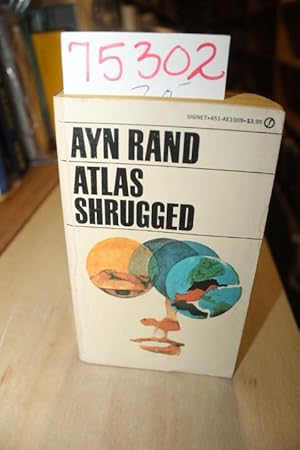 75302
SIGNET•451-AE1009•$3.95
AYN RAND
ATLAS
SHRUGGED